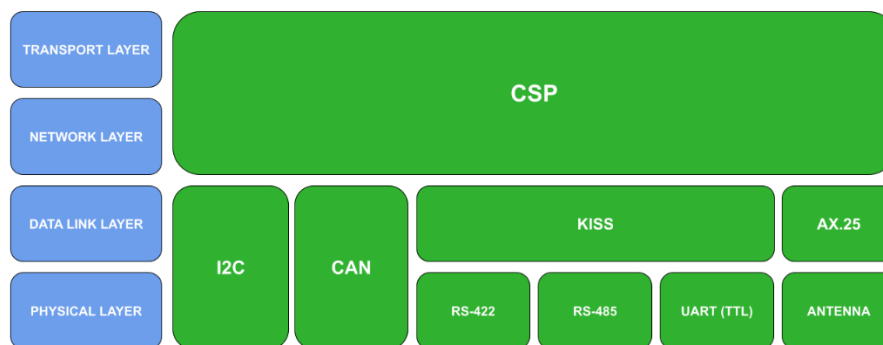 TRANSPORT LAYER
CSP
NETWORK LAYER
DATA LINK LAYER
KISS
AX.25
I2C
CAN
PHYSICAL LAYER
RS-422
RS-485
UART (TTL)
ANTENNA